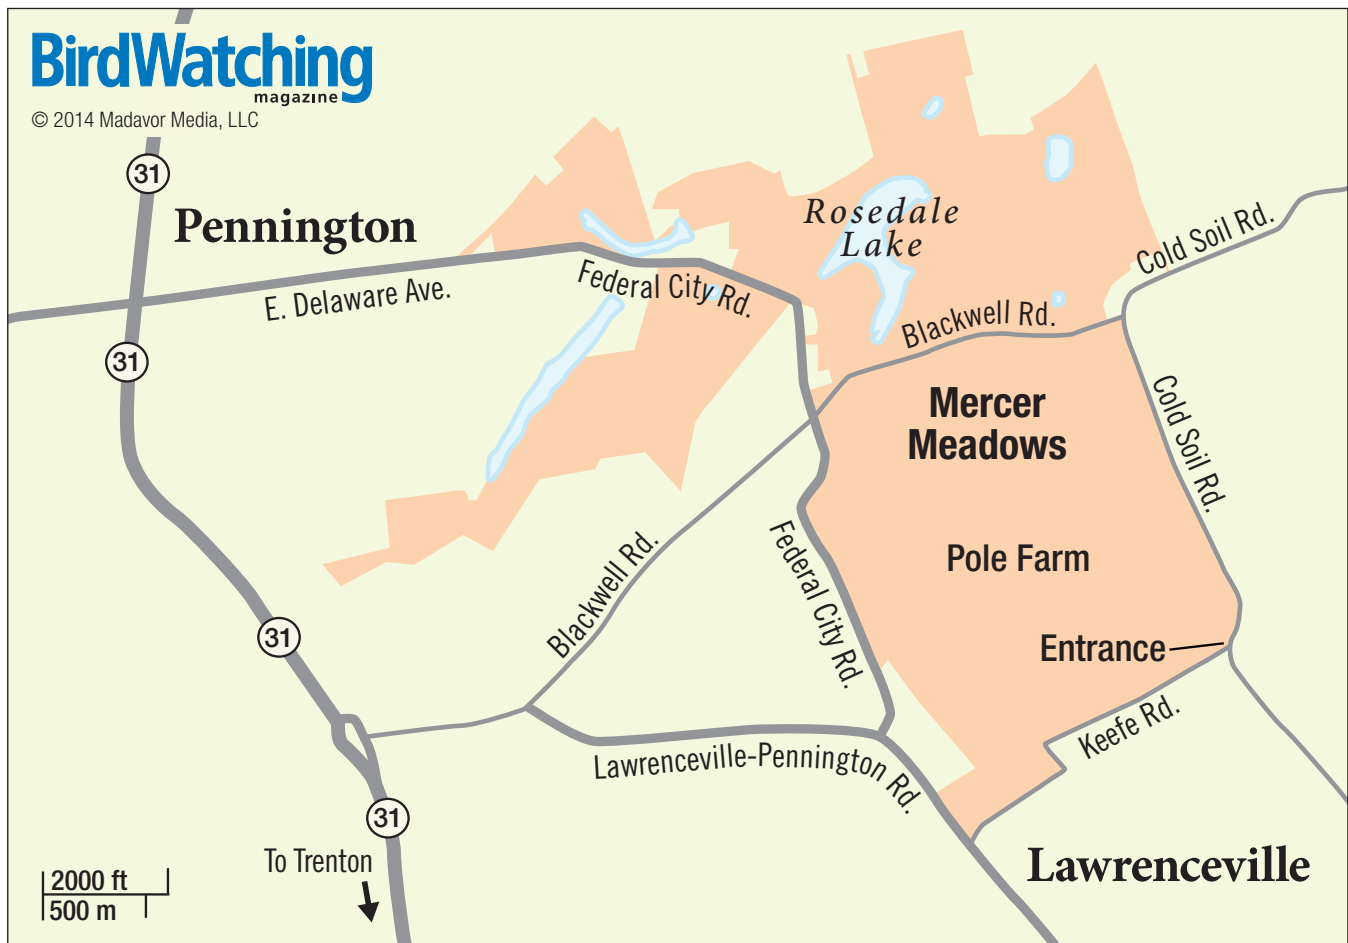 BirdWatching
magazine
© 2014 Madavor Media, LLC
31
Pennington
Rosedale
Lake
Cold Soil Rd.
E. Delaware Ave.
Federal City Rd.
Blackwell Rd.
31
Mercer
Meadows
Cold Soil Rd.
Pole Farm
Blackwell Rd.
Federal City Rd.
31
Entrance
Keefe Rd.
Lawrenceville-Pennington Rd.
31
To Trenton
Lawrenceville
2000 ft
500 m